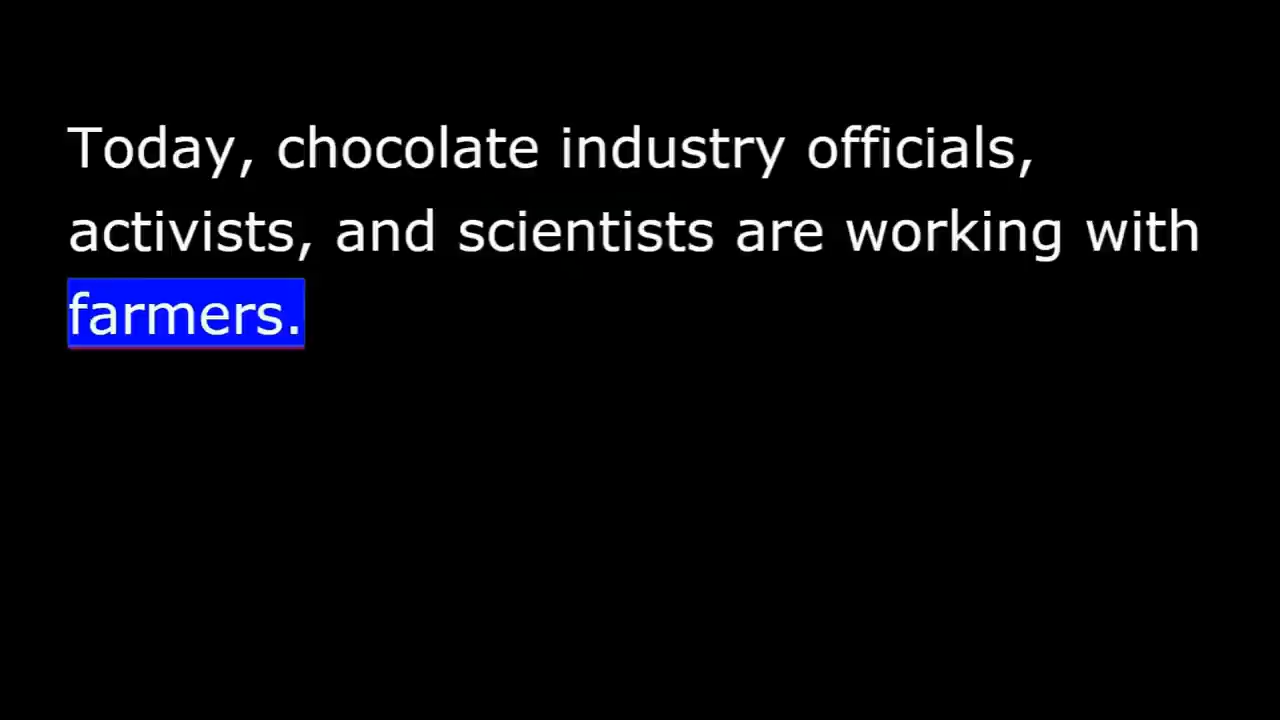 Today, chocolate industry officials,
activists, and scientists are working with
farmers.